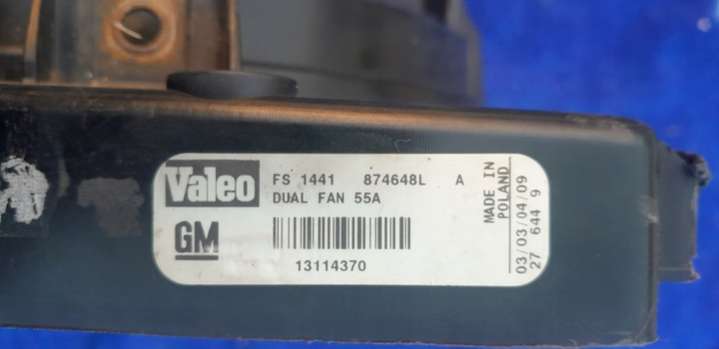 Valeo FS 1441 874648L A
DUAL FAN 55A
GM
13114370
MADE IN
POLAND
03/03/04/09
27 644 9